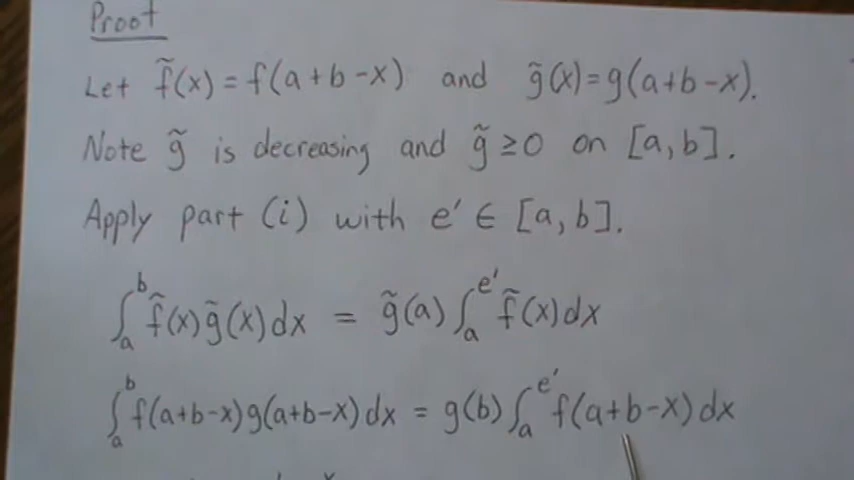 Proof
Let f̃(x) = f(a+b-x) and g̃(x) = g(a+b-x).
Note g̃ is decreasing and g̃ ≥ 0 on [a,b].
Apply part (i) with e' ∈ [a,b].
∫_a^b f̃(x) g̃(x) dx = g̃(a) ∫_a^{e'} f̃(x) dx
∫_a^b f(a+b-x) g(a+b-x) dx = g(b) ∫_a^{e'} f(a+b-x) dx